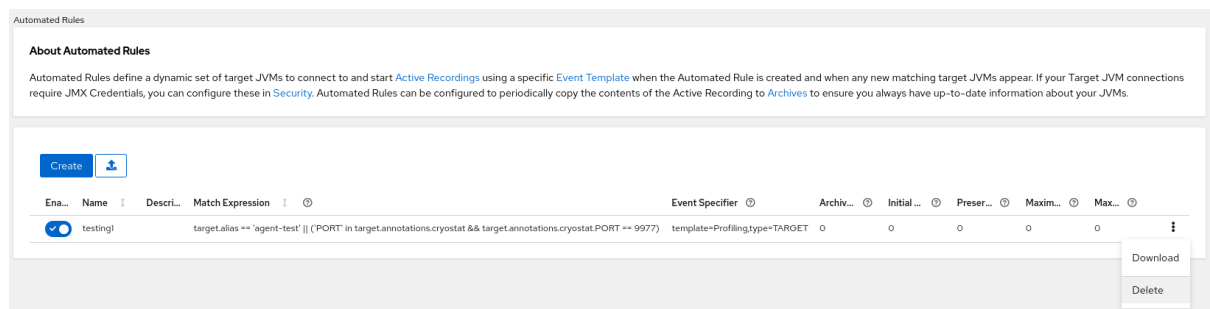 Automated Rules
About Automated Rules
Automated Rules define a dynamic set of target JVMs to connect to and start Active Recordings using a specific Event Template when the Automated Rule is created and when any new matching target JVMs appear. If your Target JVM connections
require JMX Credentials, you can configure these in Security. Automated Rules can be configured to periodically copy the contents of the Active Recording to Archives to ensure you always have up-to-date information about your JVMs.
Create
Ena... Name Descri... Match Expression Event Specifier Archiv... Initial ... Preser... Maxim... Max...
testing1 target.alias == 'agent-test' || ('PORT' in target.annotations.cryostat && target.annotations.cryostat.PORT == 9977) template=Profiling,type=TARGET 0 0 0 0 0
Download
Delete